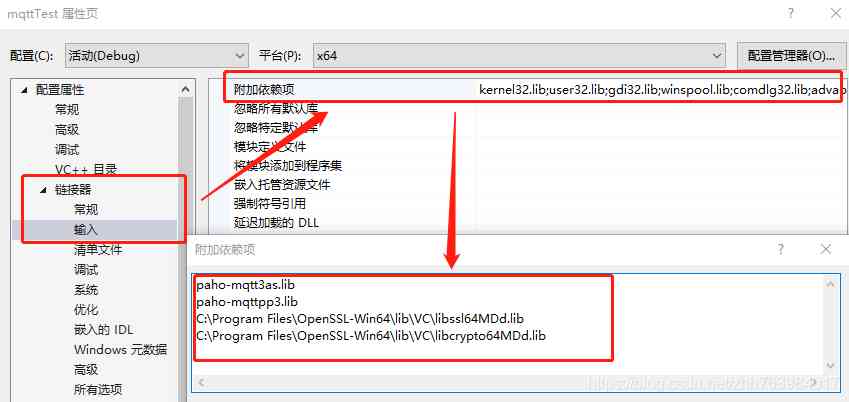 mqttTest 属性页
配置(C):
活动(Debug)
平台(P):
x64
配置管理器(O)...
配置属性
常规
高级
调试
VC++ 目录
链接器
常规
输入
清单文件
调试
系统
优化
嵌入的 IDL
Windows 元数据
高级
所有选项
附加依赖项 kernel32.lib;user32.lib;gdi32.lib;winspool.lib;comdlg32.lib;advap
忽略所有默认库
忽略特定默认库
模块定义文件
将模块添加到程序集
嵌入托管资源文件
强制符号引用
延迟加载的 DLL
附加依赖项
paho-mqtt3as.lib
paho-mqttpp3.lib
C:\Program Files\OpenSSL-Win64\lib\VC\libssl64MDd.lib
C:\Program Files\OpenSSL-Win64\lib\VC\libcrypto64MDd.lib